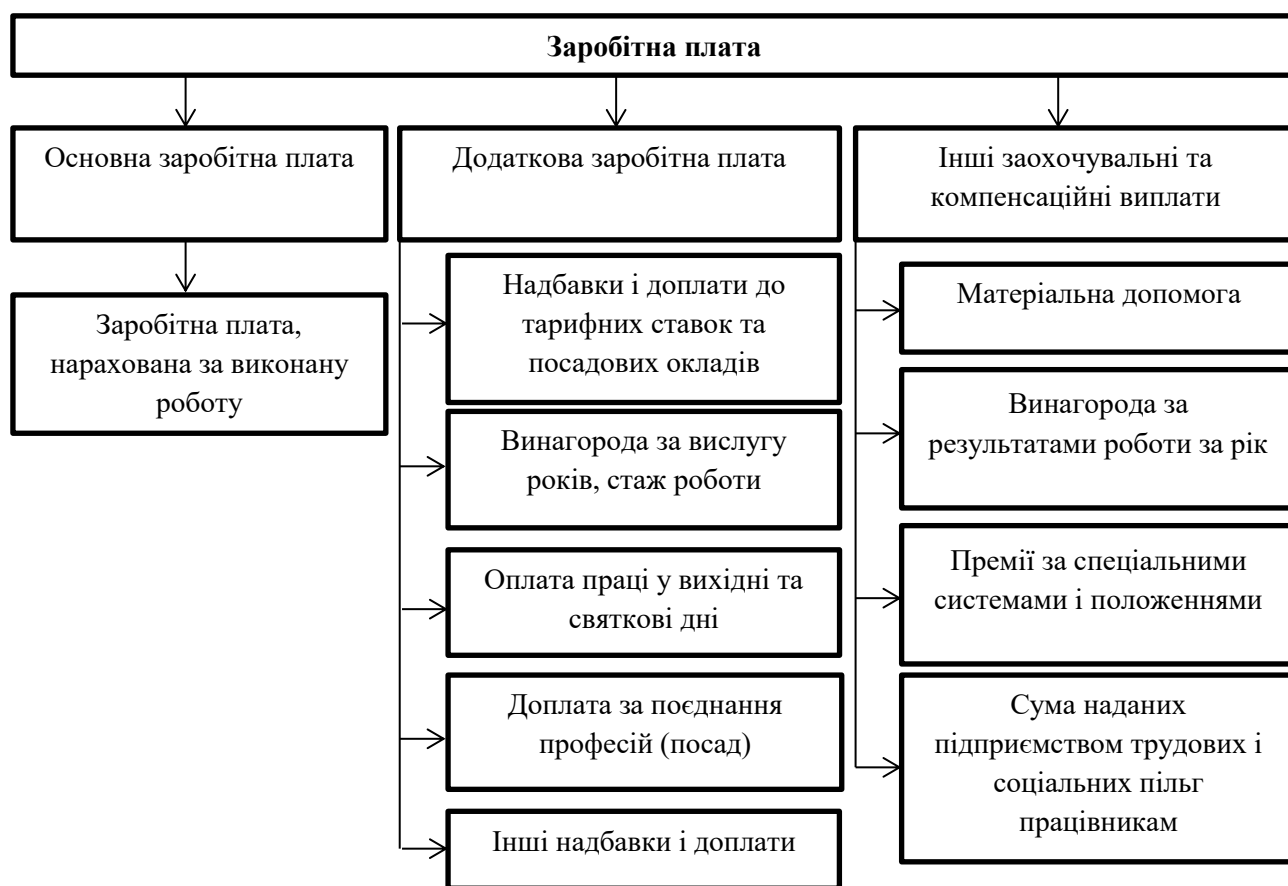 Заробітна плата
Основна заробітна плата
Додаткова заробітна плата
Інші заохочувальні та
компенсаційні виплати
Заробітна плата,
нарахована за виконану
роботу
Надбавки і доплати до
тарифних ставок та
посадових окладів
Винагорода за вислугу
років, стаж роботи
Оплата праці у вихідні та
святкові дні
Доплата за поєднання
професій (посад)
Інші надбавки і доплати
Матеріальна допомога
Винагорода за
результатами роботи за рік
Премії за спеціальними
системами і положеннями
Сума наданих
підприємством трудових і
соціальних пільг
працівникам